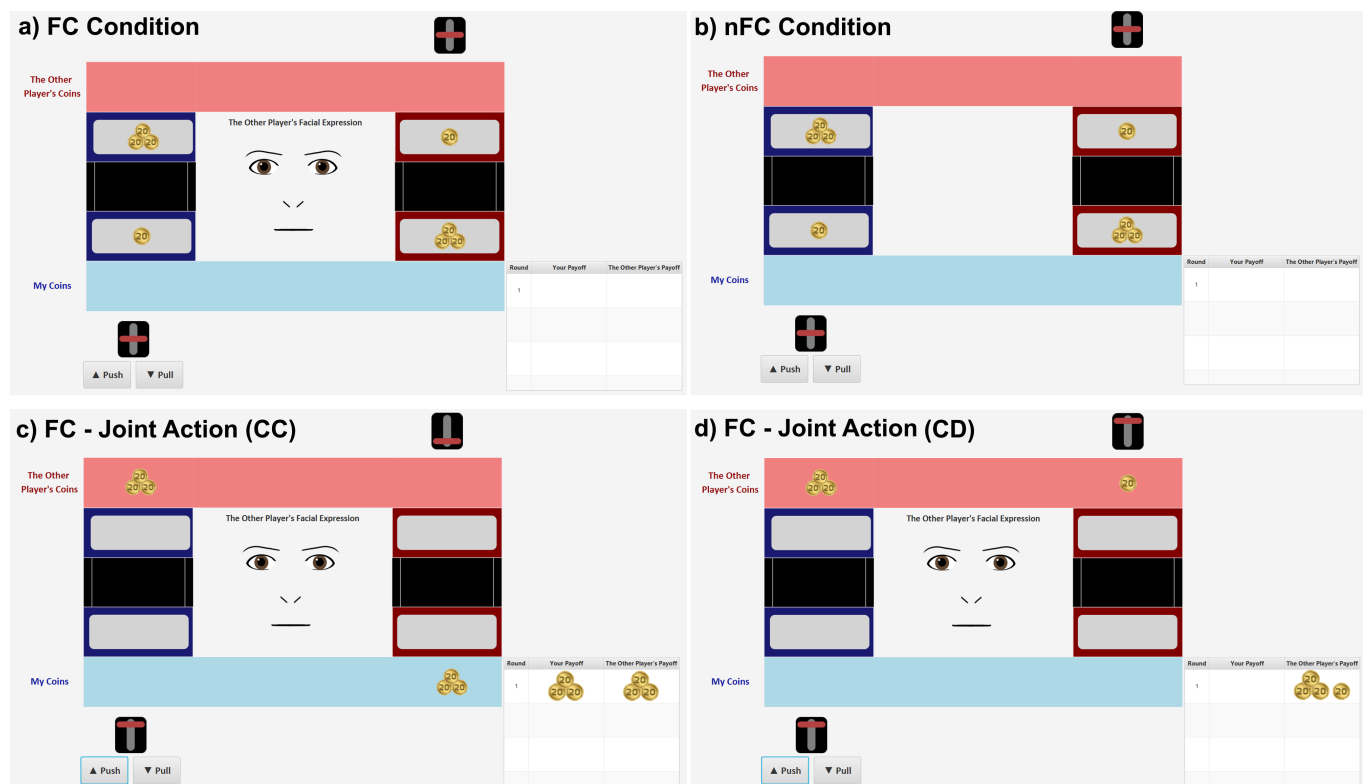 a) FC Condition
The Other
Player's Coins
20
20 20
The Other Player's Facial Expression
20
20
20
20 20
My Coins
Round Your Payoff The Other Player's Payoff
1
▲ Push ▼ Pull
b) nFC Condition
The Other
Player's Coins
20
20 20
20
20
20
20 20
My Coins
Round Your Payoff The Other Player's Payoff
1
▲ Push ▼ Pull
c) FC - Joint Action (CC)
The Other
Player's Coins
20
20 20
The Other Player's Facial Expression
My Coins
20
20 20
Round Your Payoff The Other Player's Payoff
20 20
1 20 20 20 20
▲ Push ▼ Pull
d) FC - Joint Action (CD)
The Other
Player's Coins
20
20 20
20
The Other Player's Facial Expression
My Coins
Round Your Payoff The Other Player's Payoff
20
1 20 20 20
▲ Push ▼ Pull